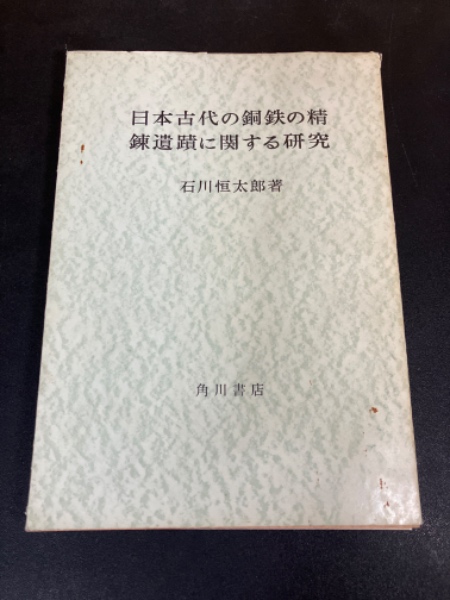 日本古代の銅鉄の精
錬遺蹟に関する研究
石川恒太郎著
角川書店